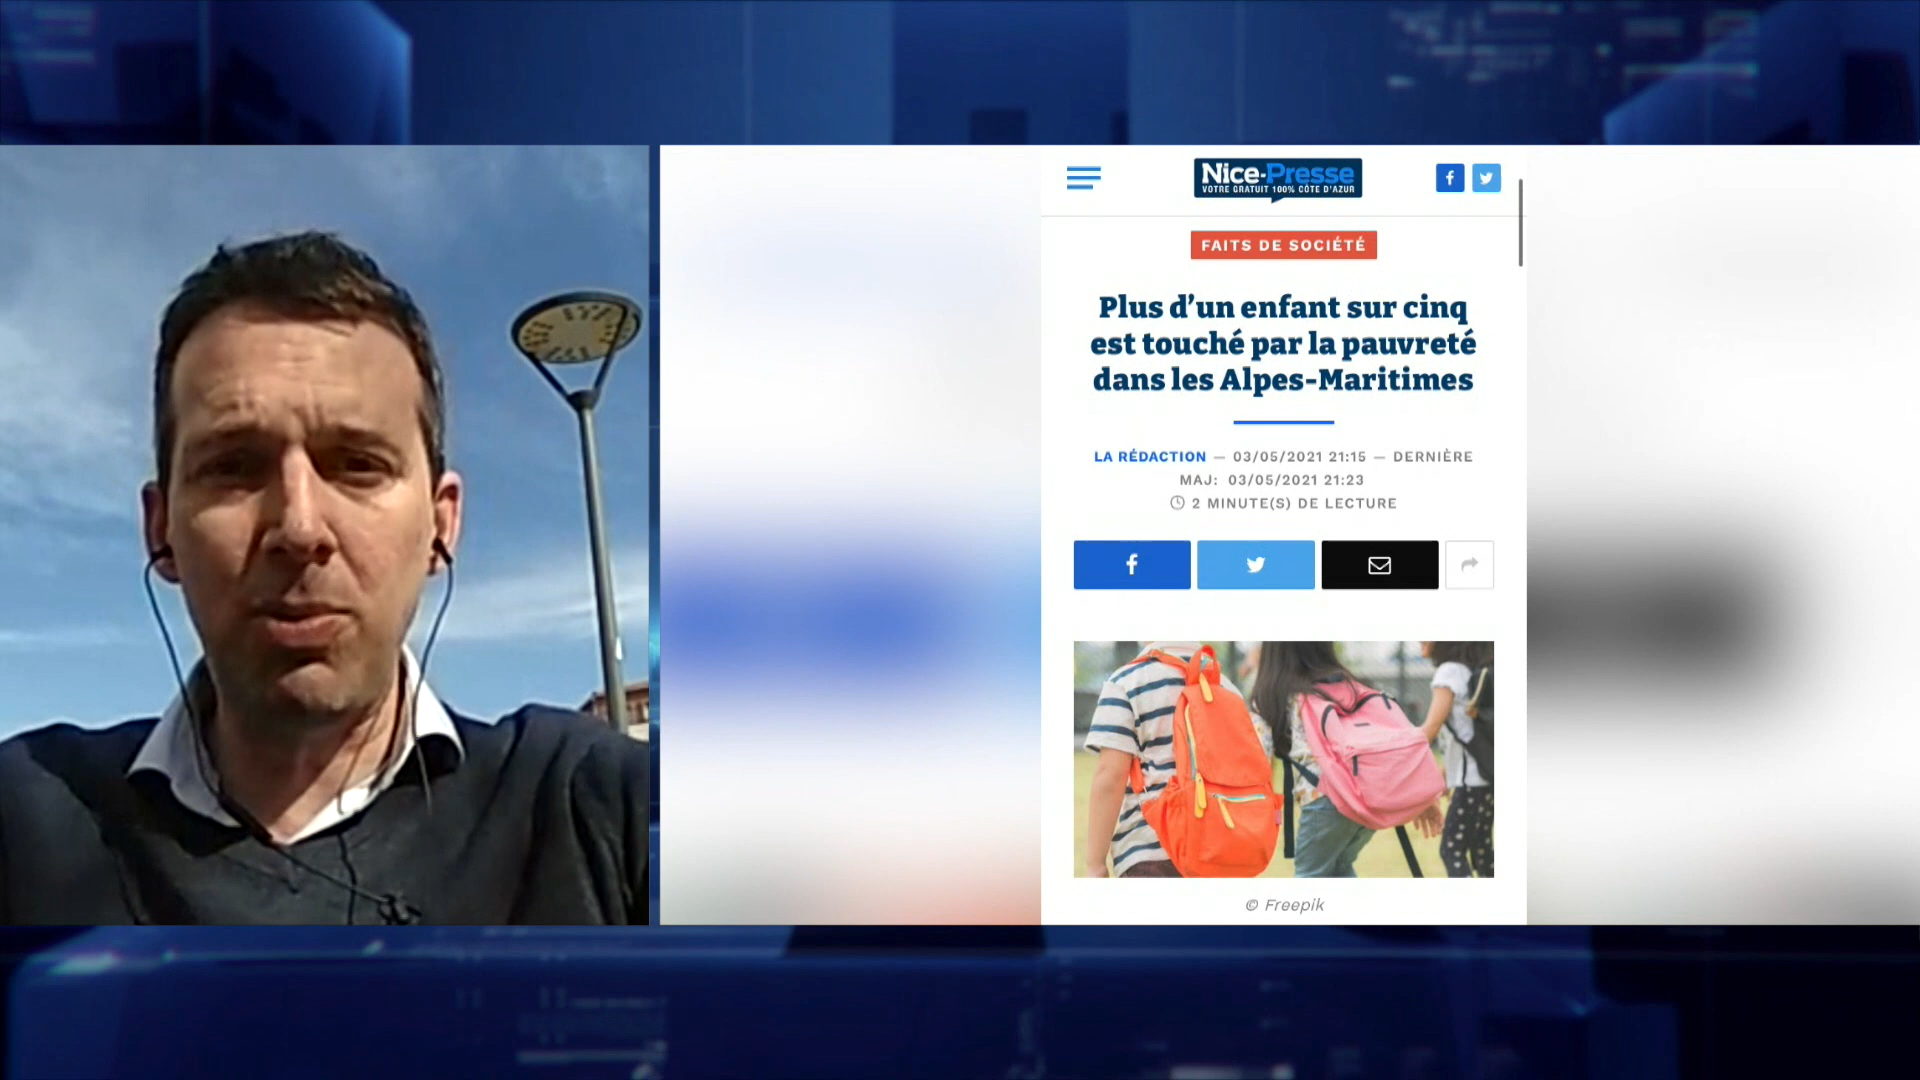 Nice-Presse
VOTRE GRATUIT 100% CÔTE D'AZUR
FAITS DE SOCIÉTÉ
Plus d’un enfant sur cinq
est touché par la pauvreté
dans les Alpes-Maritimes
LA RÉDACTION — 03/05/2021 21:15 — DERNIÈRE
MAJ: 03/05/2021 21:23
2 MINUTE(S) DE LECTURE
© Freepik